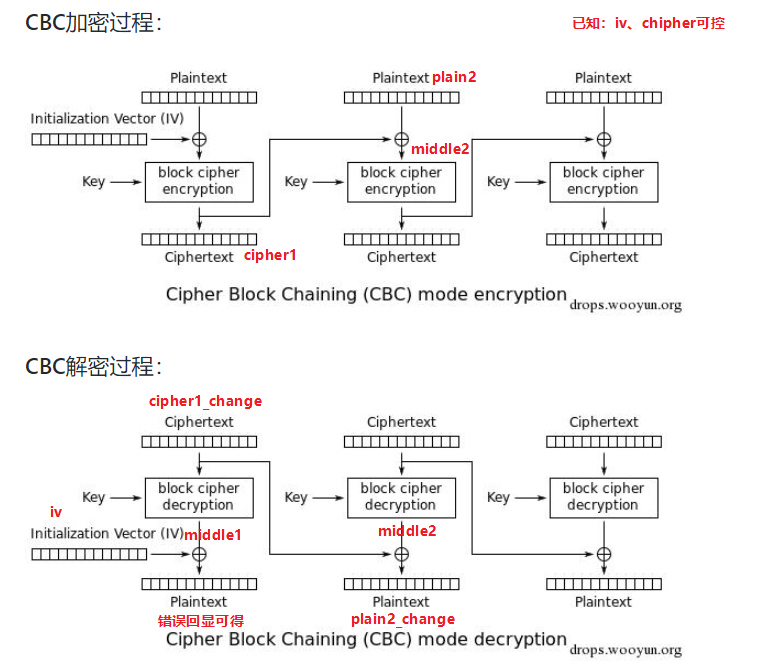 CBC加密过程：
已知：iv、chipher可控
Plaintext
Plaintext plain2
Plaintext
Initialization Vector (IV)
middle2
Key
block cipher
encryption
Key
block cipher
encryption
Key
block cipher
encryption
Ciphertext cipher1
Ciphertext
Ciphertext
Cipher Block Chaining (CBC) mode encryption
drops.wooyun.org
CBC解密过程：
cipher1_change
Ciphertext
Ciphertext
Ciphertext
Key
block cipher
decryption
Key
block cipher
decryption
Key
block cipher
decryption
iv
Initialization Vector (IV)
middle1
middle2
Plaintext
Plaintext
Plaintext
错误回显可得
plain2_change
Cipher Block Chaining (CBC) mode decryption
drops.wooyun.org